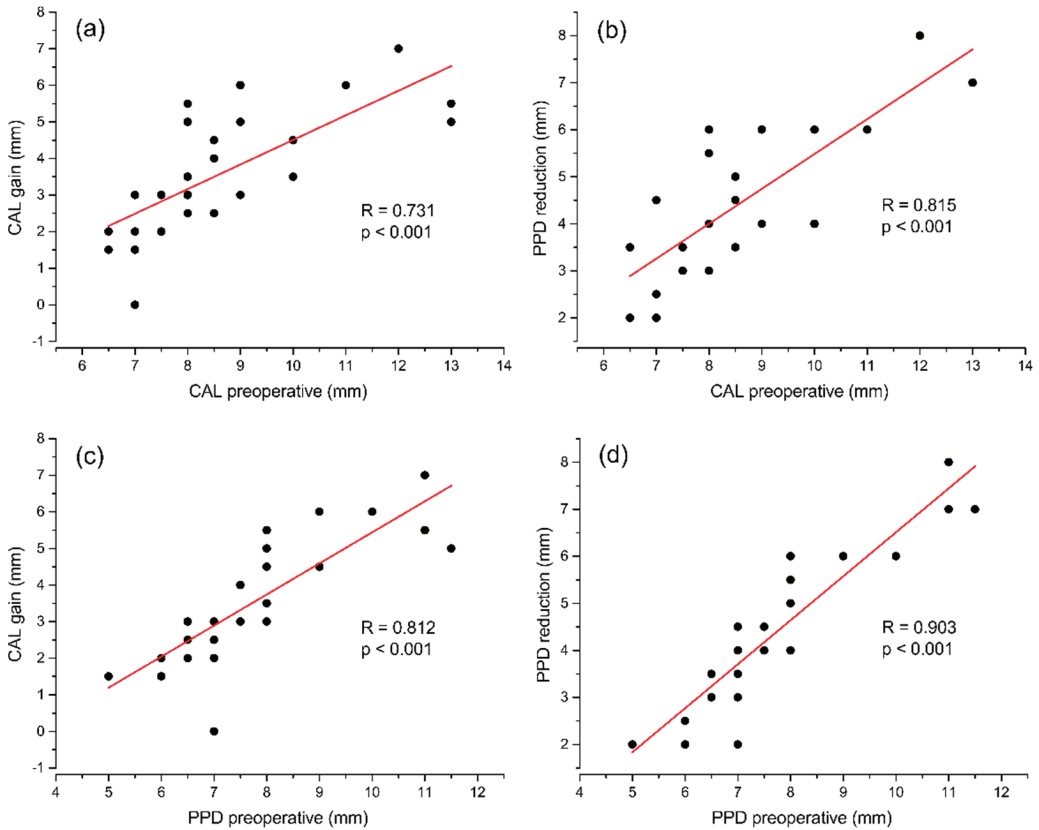 (a)
8
7
6
5
4
3
2
1
0
-1
CAL gain (mm)
R = 0.731
p < 0.001
6 7 8 9 10 11 12 13 14
CAL preoperative (mm)
(b)
8
7
6
5
4
3
2
PPD reduction (mm)
R = 0.815
p < 0.001
6 7 8 9 10 11 12 13 14
CAL preoperative (mm)
(c)
8
7
6
5
4
3
2
1
0
-1
CAL gain (mm)
R = 0.812
p < 0.001
4 5 6 7 8 9 10 11 12
PPD preoperative (mm)
(d)
8
7
6
5
4
3
2
PPD reduction (mm)
R = 0.903
p < 0.001
4 5 6 7 8 9 10 11 12
PPD preoperative (mm)